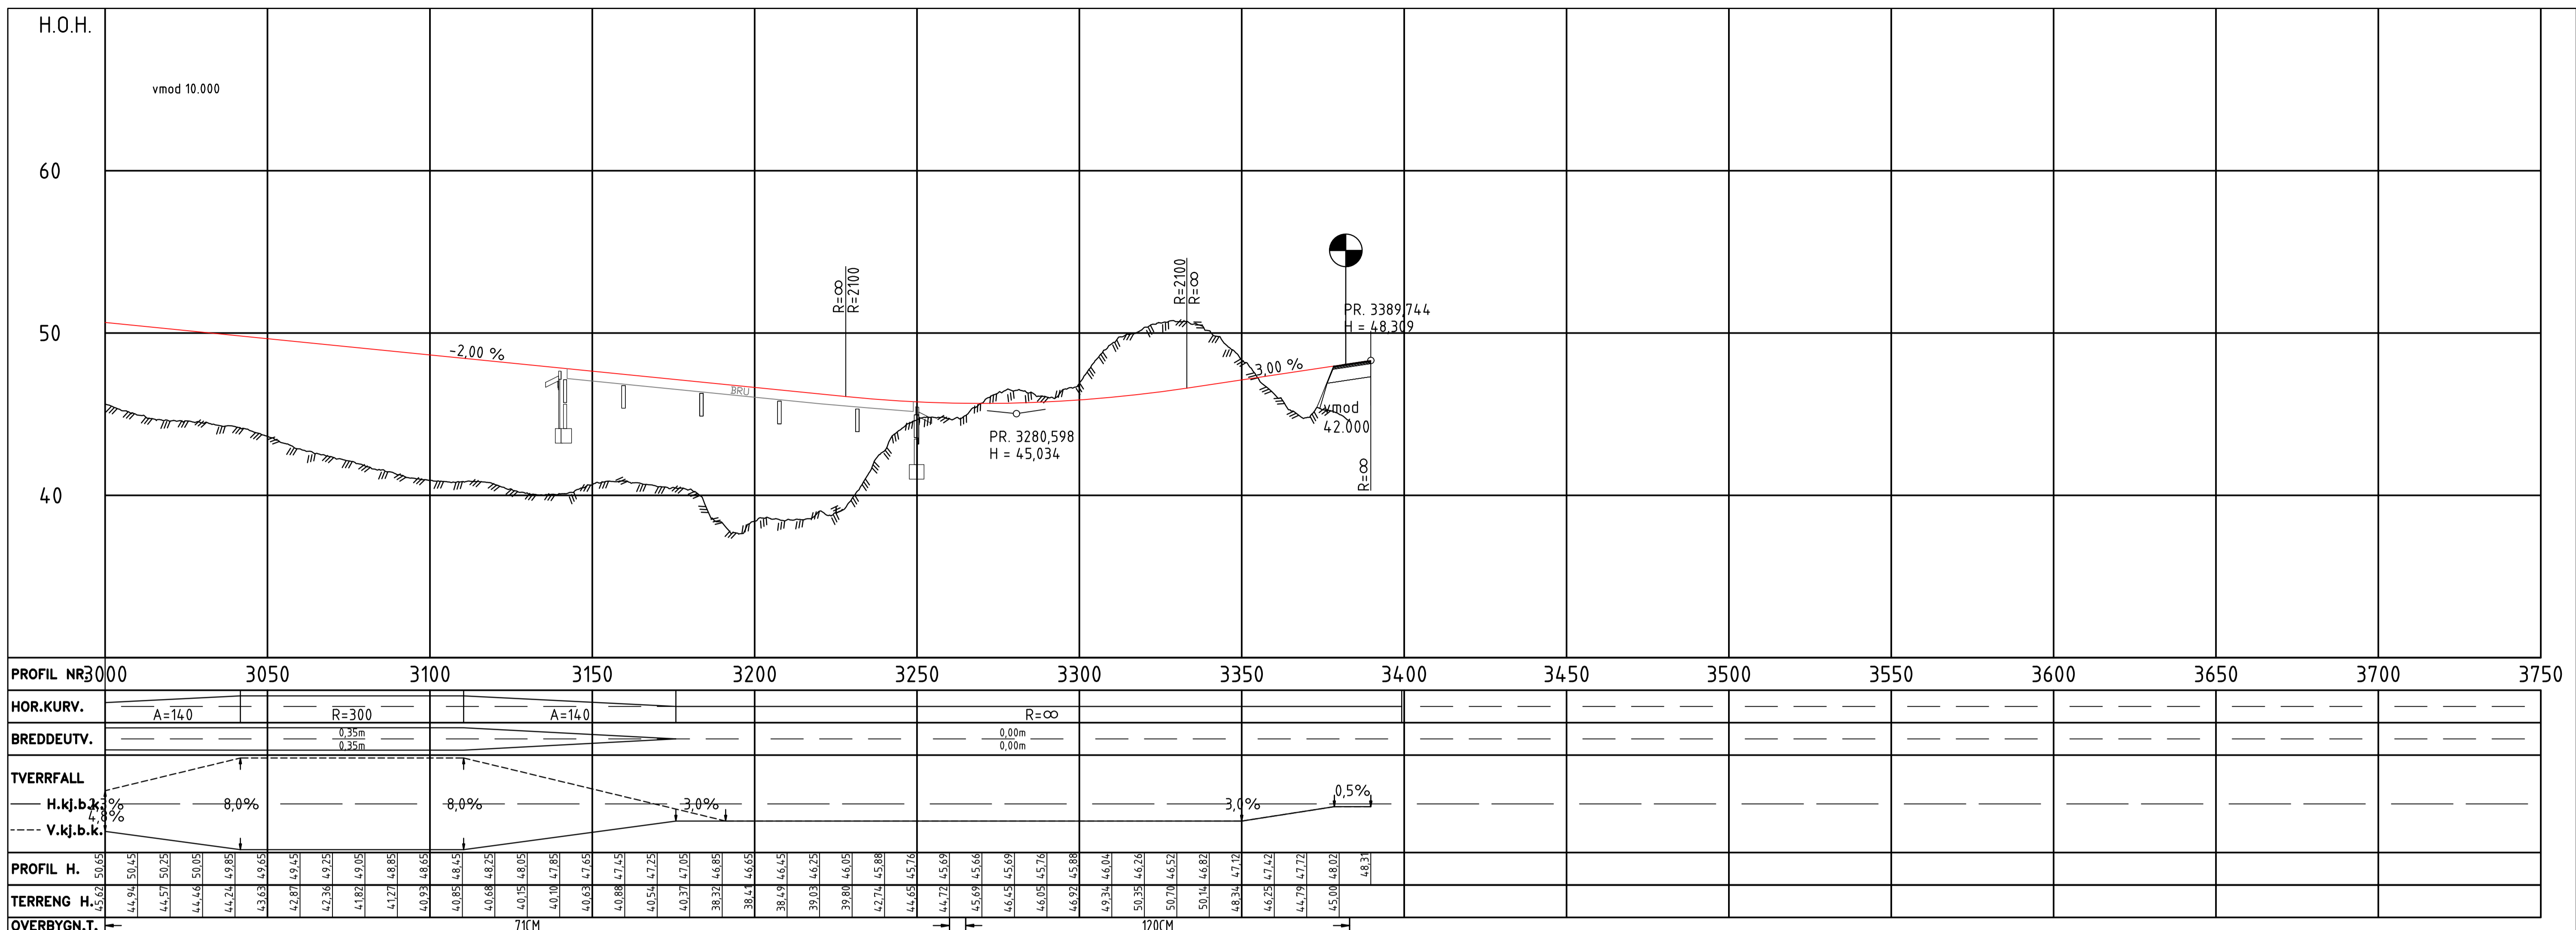 H.O.H.
vmod 10.000
60
50
40
-2,00 %
BRU
R=∞
R=2100
R=2100
R=∞
3,00 %
PR. 3280,598
H = 45,034
PR. 3389,744
H = 48,309
vmod
42.000
R=∞
PROFIL NR. 3000 3050 3100 3150 3200 3250 3300 3350 3400 3450 3500 3550 3600 3650 3700 3750
HOR.KURV. A=140 R=300 A=140 R=∞
BREDDEUTV. 0,35m 0,00m
0,35m 0,00m
TVERRFALL
0,5%
H.kj.b.k. 8,0% 8,0% 3,0% 3,0%
4,8%
V.kj.b.k.
PROFIL H. 50,65 50,45 50,25 50,05 49,85 49,65 49,45 49,25 49,05 48,85 48,65 48,45 48,25 48,05 47,85 47,65 47,45 47,25 47,05 46,85 46,65 46,45 46,25 46,05 45,88 45,76 45,69 45,66 45,69 45,76 45,88 46,04 46,26 46,52 46,82 47,12 47,42 47,72 48,02 48,31
TERRENG H. 45,62 44,94 44,57 44,46 44,24 43,63 42,87 42,36 41,82 41,27 40,93 40,85 40,68 40,15 40,10 40,63 40,88 40,54 40,37 38,32 38,41 38,49 39,03 39,80 42,74 44,65 44,72 45,69 46,45 46,05 46,92 49,34 50,35 50,70 50,14 48,34 46,25 44,79 45,00
OVERBYGN.T. 71CM 120CM